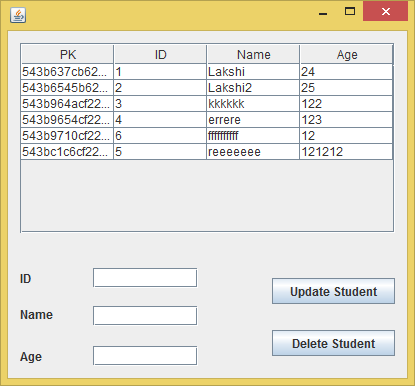 PK ID Name Age
543b637cb62... 1 Lakshi 24
543b6545b62... 2 Lakshi2 25
543b964acf22... 3 kkkkkk 122
543b9654cf22... 4 errere 123
543b9710cf22... 6 ffffffffff 12
543bc1c6cf22... 5 reeeeeee 121212
ID
Update Student
Name
Delete Student
Age